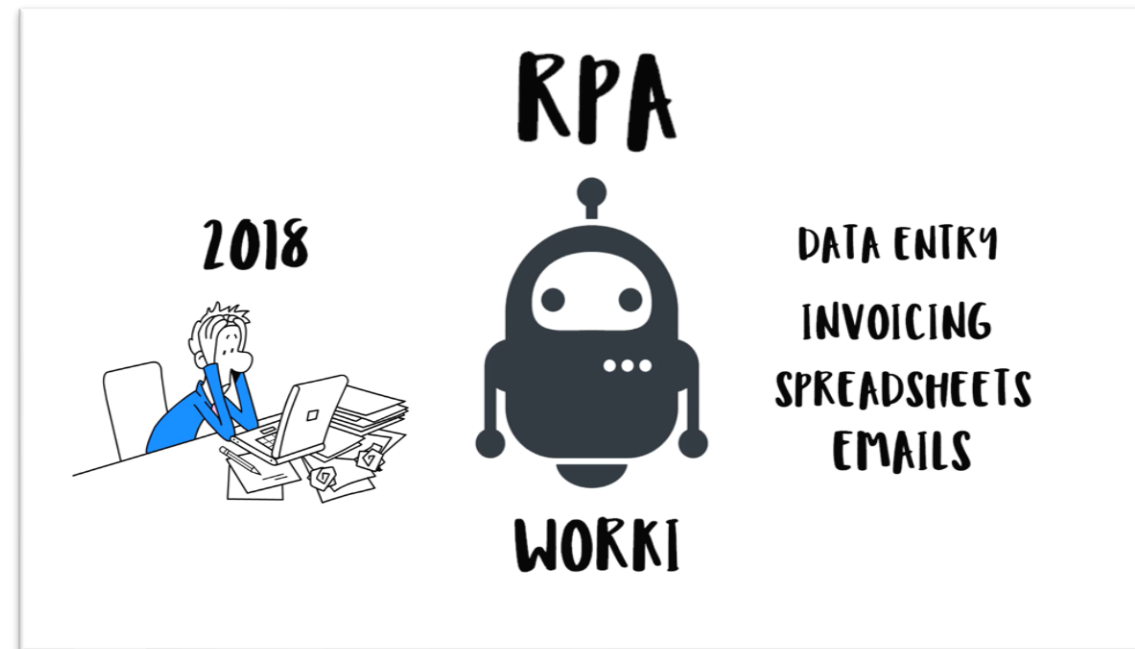 RPA
2018
DATA ENTRY
INVOICING
SPREADSHEETS
EMAILS
WORKI